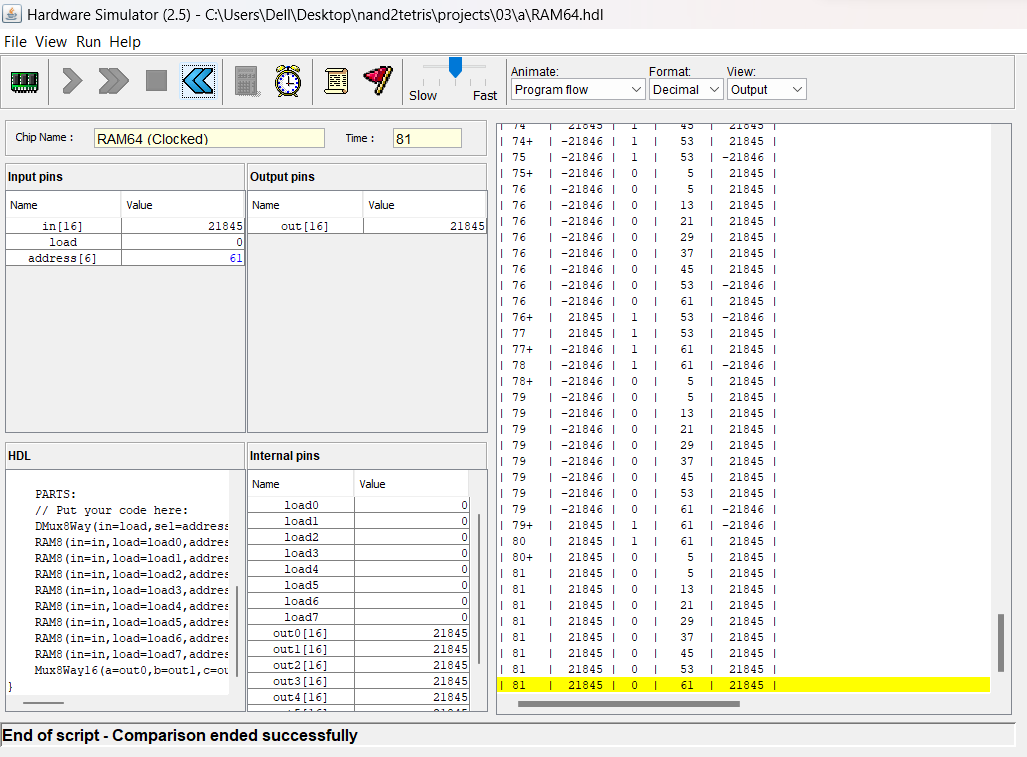 Hardware Simulator (2.5) - C:\Users\Dell\Desktop\nand2tetris\projects\03\a\RAM64.hdl
File View Run Help
Slow Fast
Animate: Format: View:
Program flow Decimal Output
Chip Name : RAM64 (Clocked) Time : 81
Input pins
Name Value
in[16] 21845
load 0
address[6] 61
Output pins
Name Value
out[16] 21845
HDL
PARTS:
// Put your code here:
DMux8Way(in=load,sel=address
RAM8(in=in,load=load0,addres
RAM8(in=in,load=load1,addres
RAM8(in=in,load=load2,addres
RAM8(in=in,load=load3,addres
RAM8(in=in,load=load4,addres
RAM8(in=in,load=load5,addres
RAM8(in=in,load=load6,addres
RAM8(in=in,load=load7,addres
Mux8Way16(a=out0,b=out1,c=ou
}
Internal pins
Name Value
load0 0
load1 0
load2 0
load3 0
load4 0
load5 0
load6 0
load7 0
out0[16] 21845
out1[16] 21845
out2[16] 21845
out3[16] 21845
out4[16] 21845
| 74 | 21845 | 1 | 45 | 21845 |
| 74+ | -21846 | 1 | 53 | 21845 |
| 75 | -21846 | 1 | 53 | -21846 |
| 75+ | -21846 | 0 | 5 | 21845 |
| 76 | -21846 | 0 | 5 | 21845 |
| 76 | -21846 | 0 | 13 | 21845 |
| 76 | -21846 | 0 | 21 | 21845 |
| 76 | -21846 | 0 | 29 | 21845 |
| 76 | -21846 | 0 | 37 | 21845 |
| 76 | -21846 | 0 | 45 | 21845 |
| 76 | -21846 | 0 | 53 | -21846 |
| 76 | -21846 | 0 | 61 | 21845 |
| 76+ | 21845 | 1 | 53 | -21846 |
| 77 | 21845 | 1 | 53 | 21845 |
| 77+ | -21846 | 1 | 61 | 21845 |
| 78 | -21846 | 1 | 61 | -21846 |
| 78+ | -21846 | 0 | 5 | 21845 |
| 79 | -21846 | 0 | 5 | 21845 |
| 79 | -21846 | 0 | 13 | 21845 |
| 79 | -21846 | 0 | 21 | 21845 |
| 79 | -21846 | 0 | 29 | 21845 |
| 79 | -21846 | 0 | 37 | 21845 |
| 79 | -21846 | 0 | 45 | 21845 |
| 79 | -21846 | 0 | 53 | 21845 |
| 79 | -21846 | 0 | 61 | -21846 |
| 79+ | 21845 | 1 | 61 | -21846 |
| 80 | 21845 | 1 | 61 | 21845 |
| 80+ | 21845 | 0 | 5 | 21845 |
| 81 | 21845 | 0 | 5 | 21845 |
| 81 | 21845 | 0 | 13 | 21845 |
| 81 | 21845 | 0 | 21 | 21845 |
| 81 | 21845 | 0 | 29 | 21845 |
| 81 | 21845 | 0 | 37 | 21845 |
| 81 | 21845 | 0 | 45 | 21845 |
| 81 | 21845 | 0 | 53 | 21845 |
| 81 | 21845 | 0 | 61 | 21845 |
End of script - Comparison ended successfully